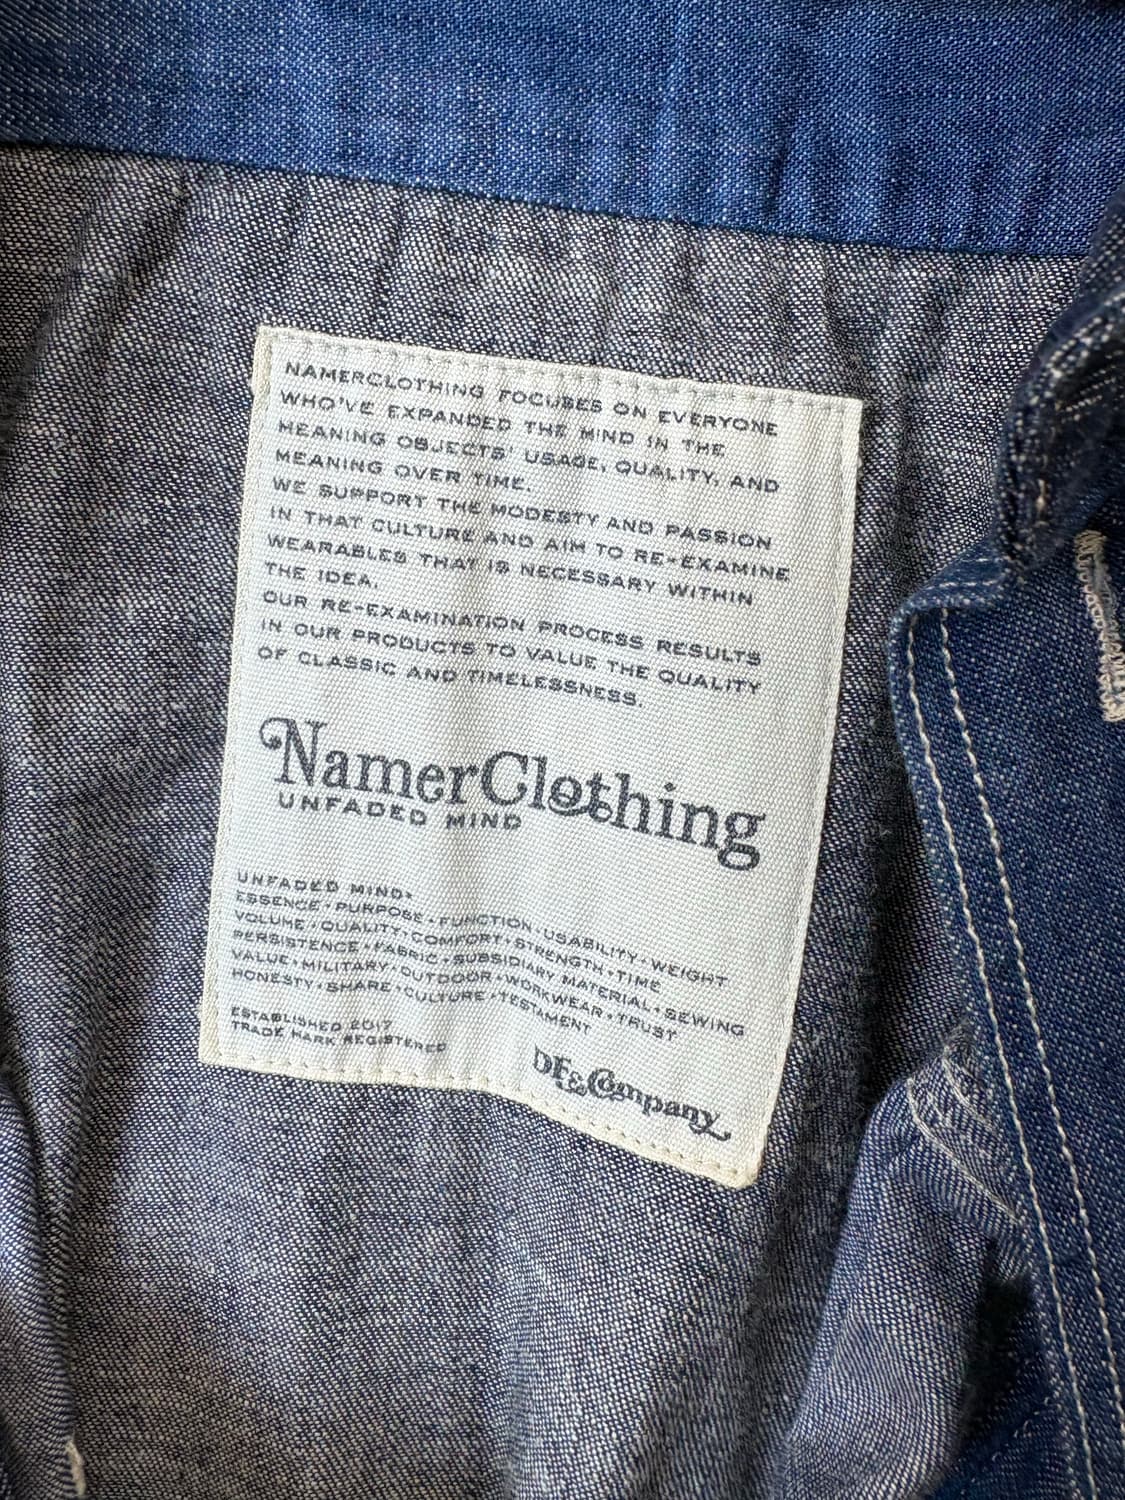 NAMERCLOTHING FOCUSES ON EVERYONE
WHO'VE EXPANDED THE MIND IN THE
MEANING OBJECTS' USAGE, QUALITY, AND
MEANING OVER TIME.
WE SUPPORT THE MODESTY AND PASSION
IN THAT CULTURE AND AIM TO RE-EXAMINE
WEARABLES THAT IS NECESSARY WITHIN
THE IDEA.
OUR RE-EXAMINATION PROCESS RESULTS
IN OUR PRODUCTS TO VALUE THE QUALITY
OF CLASSIC AND TIMELESSNESS.
NamerClothing
UNFADED MIND
UNFADED MIND:
ESSENCE・PURPOSE・FUNCTION・USABILITY・WEIGHT
VOLUME・QUALITY・COMFORT・STRENGTH・TIME
PERSISTENCE・FABRIC・SUBSIDIARY MATERIAL・SEWING
VALUE・MILITARY・OUTDOOR・WORKWEAR・TRUST
HONESTY・SHARE・CULTURE・TESTAMENT
ESTABLISHED 2017
TRADE MARK REGISTERED
DF&Company